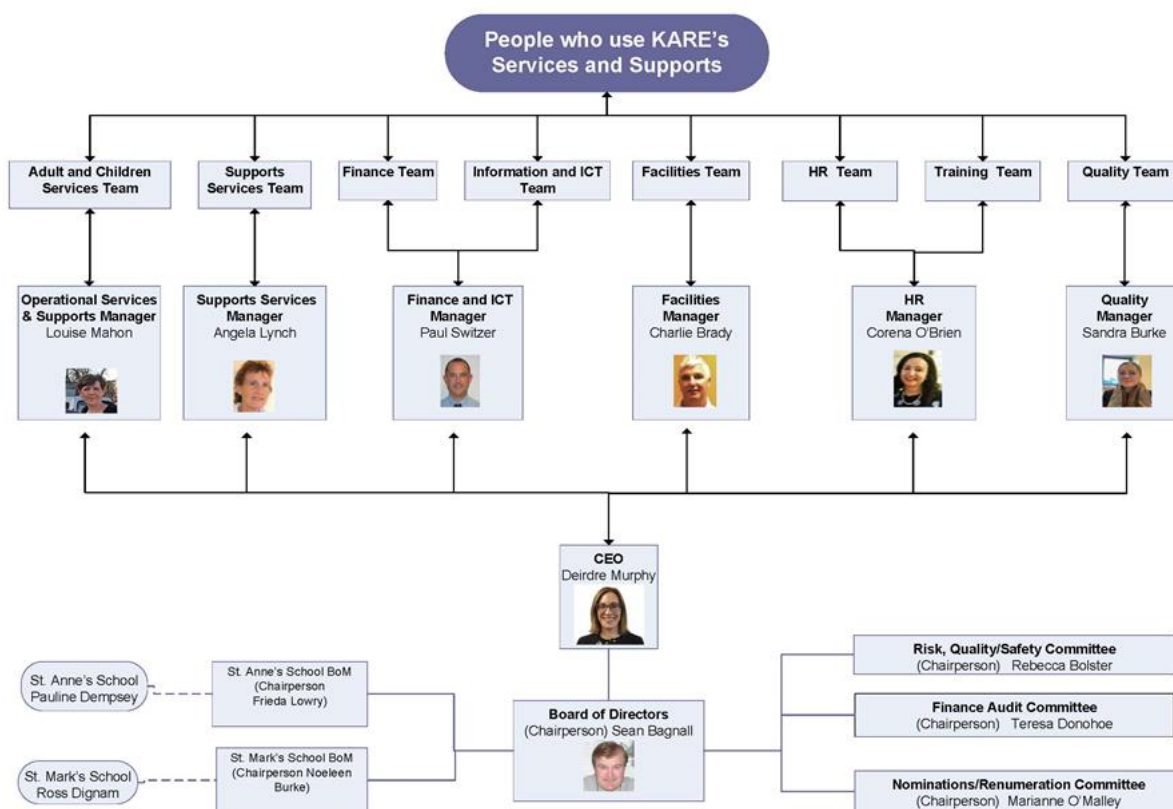 People who use KARE's
Services and Supports
Adult and Children
Services Team
Supports
Services Team
Finance Team
Information and ICT
Team
Facilities Team
HR Team
Training Team
Quality Team
Operational Services
& Supports Manager
Louise Mahon
Supports Services
Manager
Angela Lynch
Finance and ICT
Manager
Paul Switzer
Facilities
Manager
Charlie Brady
HR
Manager
Corena O'Brien
Quality
Manager
Sandra Burke
CEO
Deirdre Murphy
St. Anne's School
Pauline Dempsey
St. Anne's School BoM
(Chairperson
Frieda Lowry)
St. Mark's School
Ross Dignam
St. Mark's School BoM
(Chairperson Noeleen
Burke)
Board of Directors
(Chairperson) Sean Bagnall
Risk, Quality/Safety Committee
(Chairperson) Rebecca Bolster
Finance Audit Committee
(Chairperson) Teresa Donohoe
Nominations/Renumeration Committee
(Chairperson) Marianne O'Malley